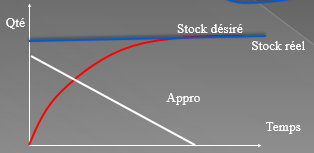 Qté
Stock désiré
Stock réel
Appro
Temps